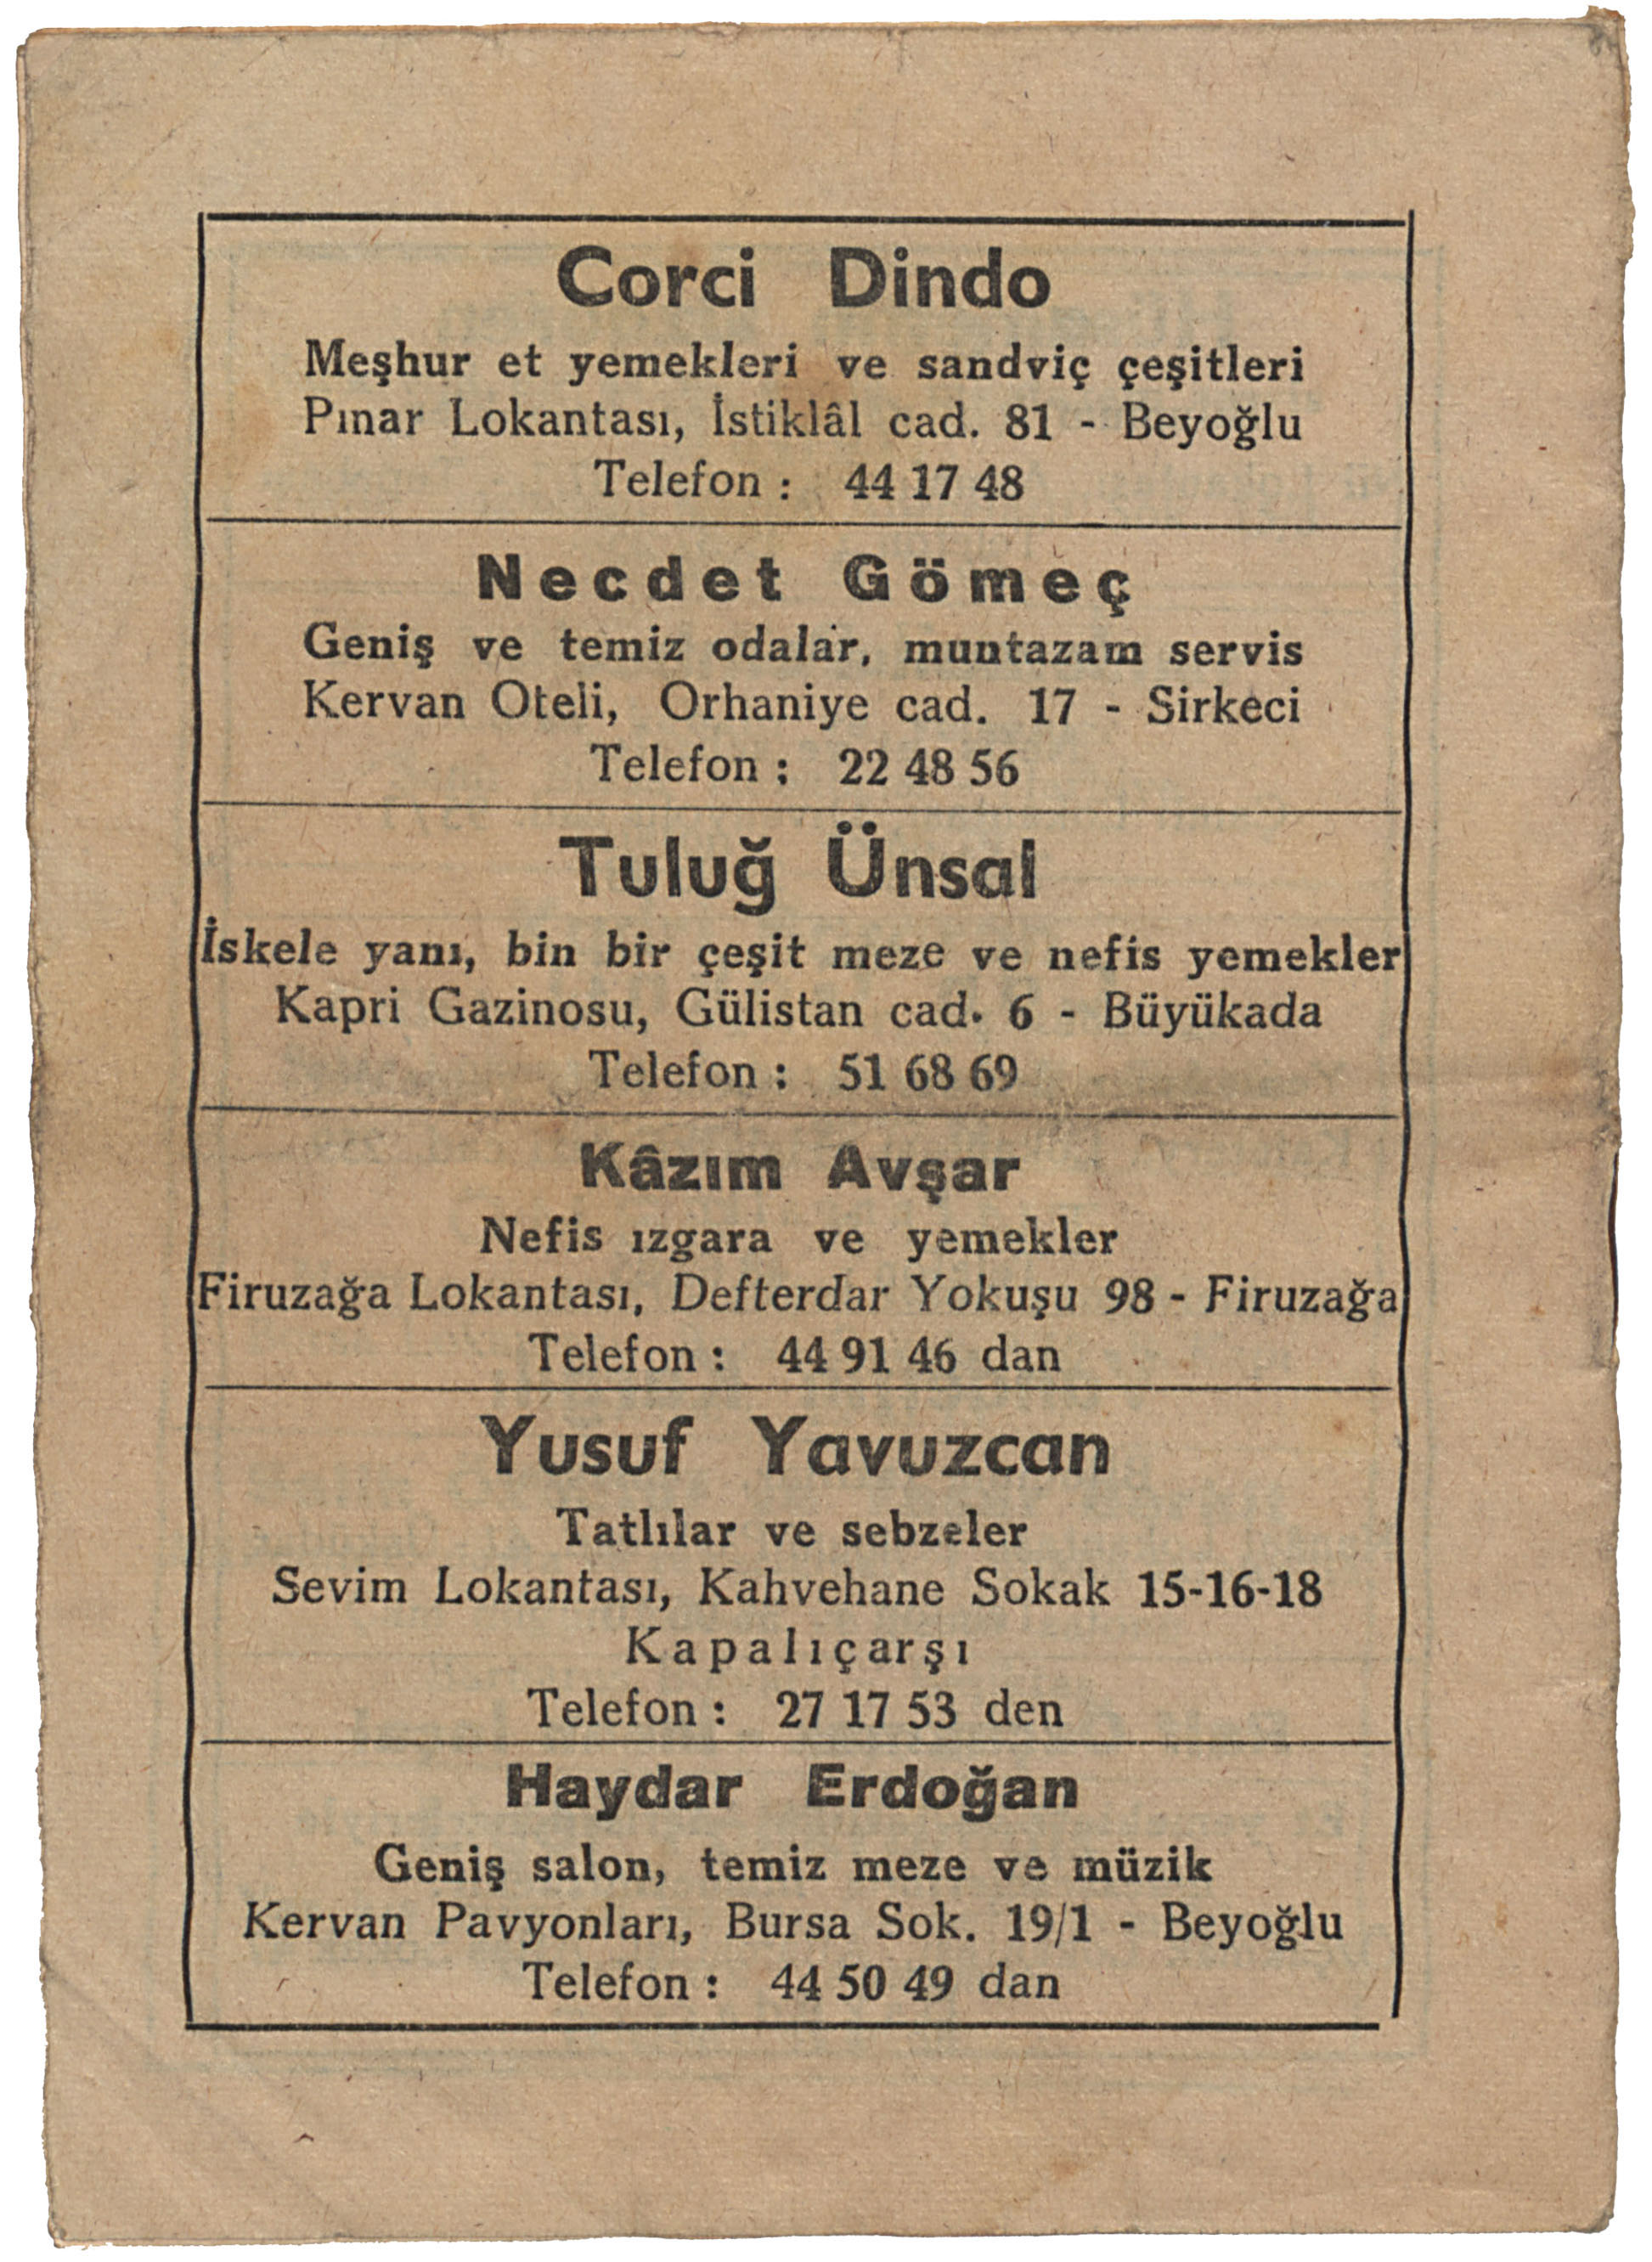 Corci Dindo
Meşhur et yemekleri ve sandviç çeşitleri
Pınar Lokantası, İstiklâl cad. 81 - Beyoğlu
Telefon : 44 17 48
Necdet Gömeç
Geniş ve temiz odalar, muntazam servis
Kervan Oteli, Orhaniye cad. 17 - Sirkeci
Telefon : 22 48 56
Tuluğ Ünsal
İskele yanı, bin bir çeşit meze ve nefis yemekler
Kapri Gazinosu, Gülistan cad. 6 - Büyükada
Telefon : 51 68 69
Kâzım Avşar
Nefis ızgara ve yemekler
Firuzağa Lokantası, Defterdar Yokuşu 98 - Firuzağa
Telefon : 44 91 46 dan
Yusuf Yavuzcan
Tatlılar ve sebzeler
Sevim Lokantası, Kahvehane Sokak 15-16-18
Kapalıçarşı
Telefon : 27 17 53 den
Haydar Erdoğan
Geniş salon, temiz meze ve müzik
Kervan Pavyonları, Bursa Sok. 19/1 - Beyoğlu
Telefon : 44 50 49 dan